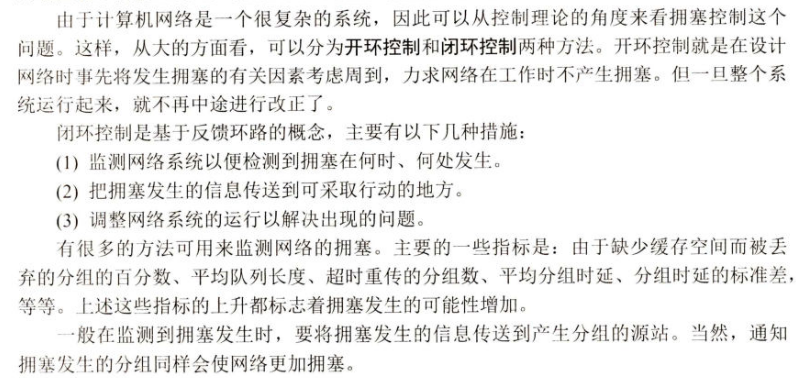 由于计算机网络是一个很复杂的系统，因此可以从控制理论的角度来看拥塞控制这个
问题。这样，从大的方面看，可以分为开环控制和闭环控制两种方法。开环控制就是在设计
网络时事先将发生拥塞的有关因素考虑周到，力求网络在工作时不产生拥塞。但一旦整个系
统运行起来，就不再中途进行改正了。
闭环控制是基于反馈环路的概念，主要有以下几种措施：
(1) 监测网络系统以便检测到拥塞在何时、何处发生。
(2) 把拥塞发生的信息传送到可采取行动的地方。
(3) 调整网络系统的运行以解决出现的问题。
有很多的方法可用来监测网络的拥塞。主要的一些指标是：由于缺少缓存空间而被丢
弃的分组的百分数、平均队列长度、超时重传的分组数、平均分组时延、分组时延的标准差，
等等。上述这些指标的上升都标志着拥塞发生的可能性增加。
一般在监测到拥塞发生时，要将拥塞发生的信息传送到产生分组的源站。当然，通知
拥塞发生的分组同样会使网络更加拥塞。